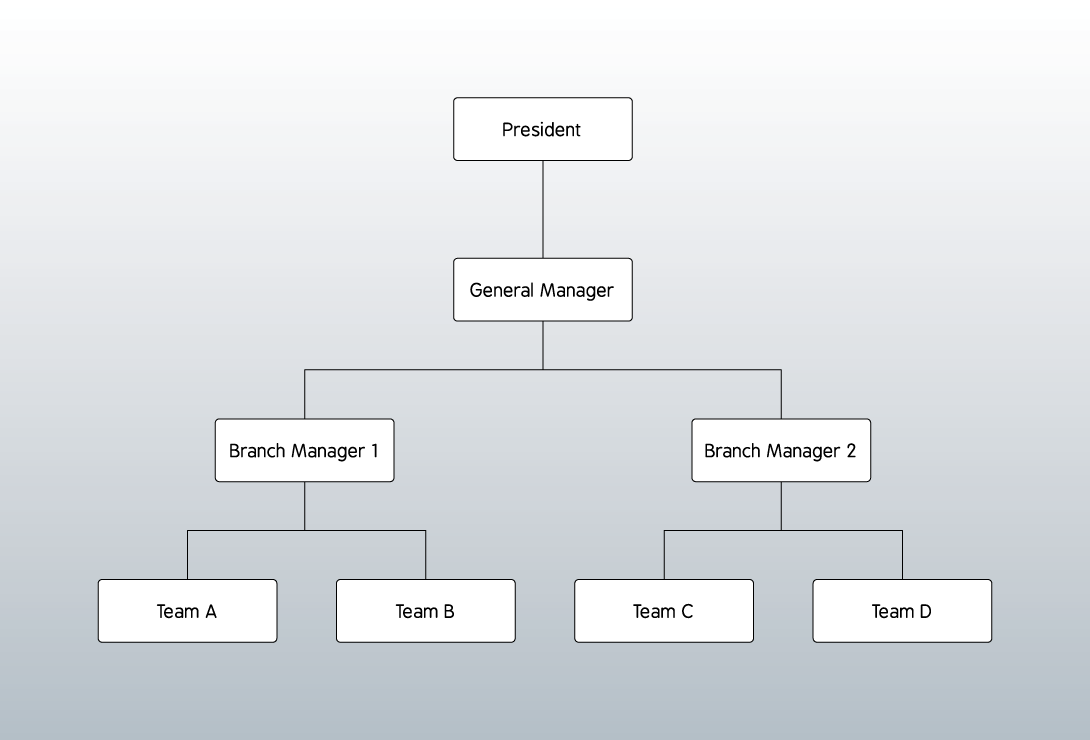 President
General Manager
Branch Manager 1
Branch Manager 2
Team A
Team B
Team C
Team D